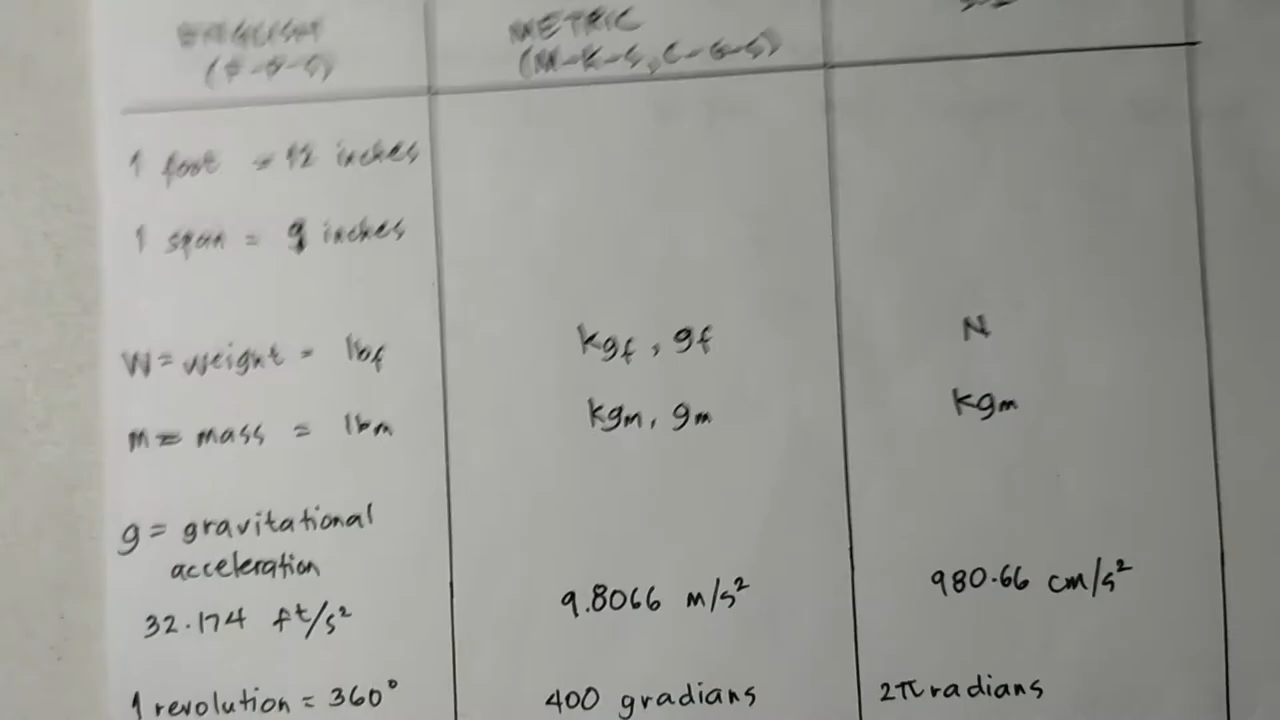 ENGLISH METRIC
(F-P-S) (M-K-S, C-G-S)
1 foot = 12 inches
1 span = 9 inches
W = weight = lbf kgf, gf N
m = mass = lbm kgm, gm kgm
g = gravitational
acceleration
32.174 ft/s² 9.8066 m/s² 980.66 cm/s²
1 revolution = 360° 400 gradians 2π radians